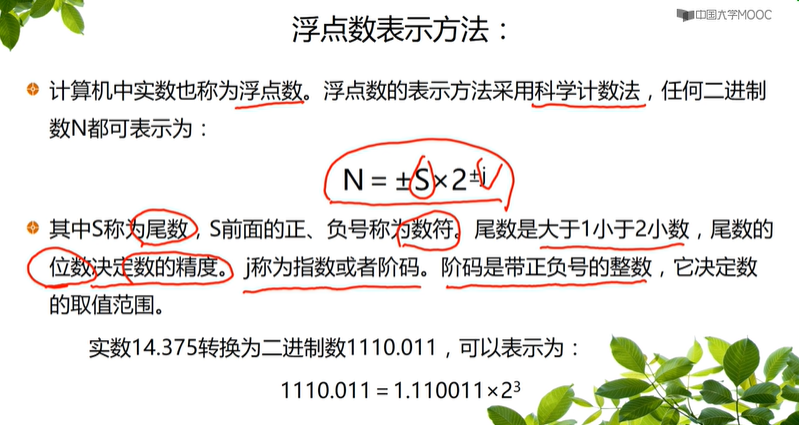 中国大学MOOC
浮点数表示方法：
计算机中实数也称为浮点数。浮点数的表示方法采用科学计数法，任何二进制
数N都可表示为：
N＝±S×2±j
其中S称为尾数，S前面的正、负号称为数符。尾数是大于1小于2小数，尾数的
位数决定数的精度。j称为指数或者阶码。阶码是带正负号的整数，它决定数
的取值范围。
实数14.375转换为二进制数1110.011，可以表示为：
1110.011＝1.110011×2³